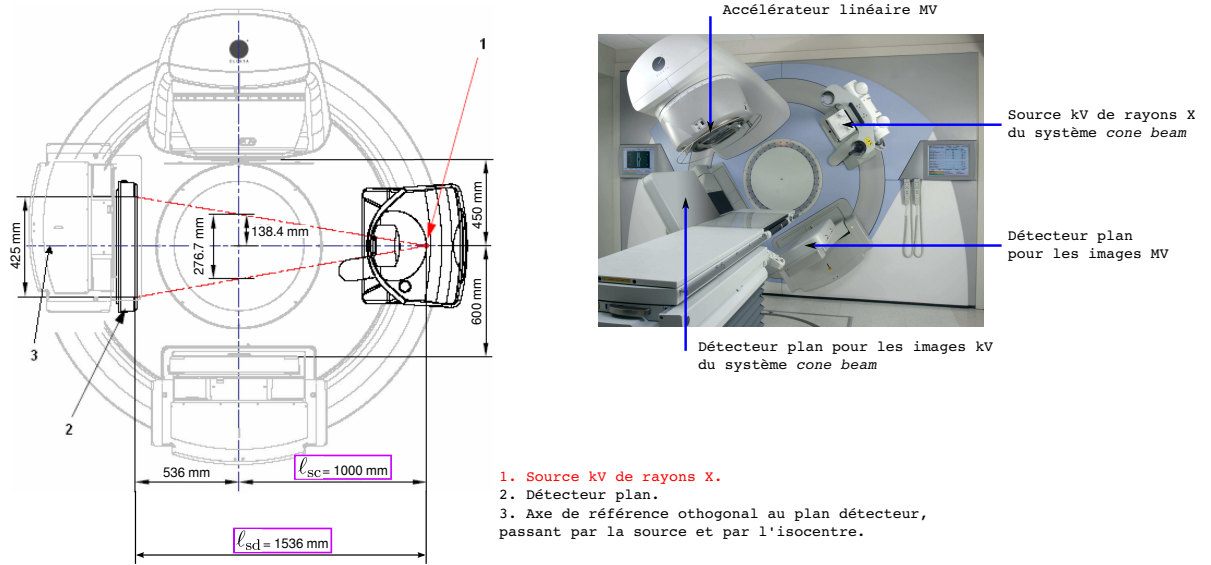 Accélérateur linéaire MV
1
Source kV de rayons X
du système cone beam
450 mm
138.4 mm
276.7 mm
425 mm
Détecteur plan
pour les images MV
600 mm
3
Détecteur plan pour les images kV
du système cone beam
2
536 mm
ℓsc = 1000 mm
1. Source kV de rayons X.
2. Détecteur plan.
3. Axe de référence othogonal au plan détecteur,
passant par la source et par l'isocentre.
ℓsd = 1536 mm